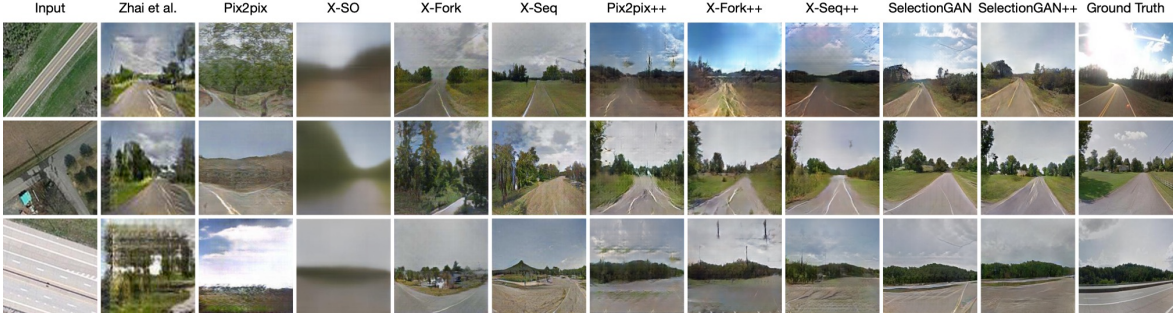 Input Zhai et al. Pix2pix X-SO X-Fork X-Seq Pix2pix++ X-Fork++ X-Seq++ SelectionGAN SelectionGAN++ Ground Truth